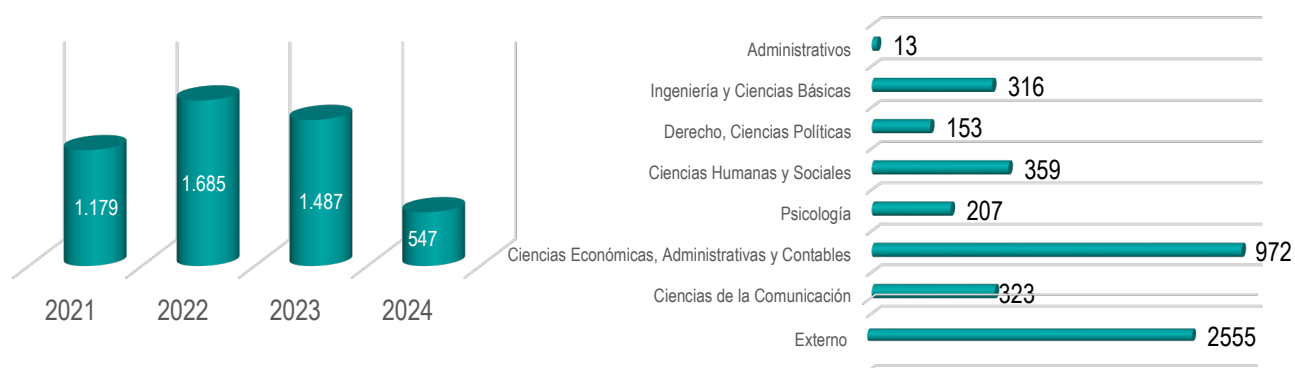 1.179
1.685
1.487
547
2021
2022
2023
2024
Administrativos 13
Ingeniería y Ciencias Básicas 316
Derecho, Ciencias Políticas 153
Ciencias Humanas y Sociales 359
Psicología 207
Ciencias Económicas, Administrativas y Contables 972
Ciencias de la Comunicación 323
Externo 2555